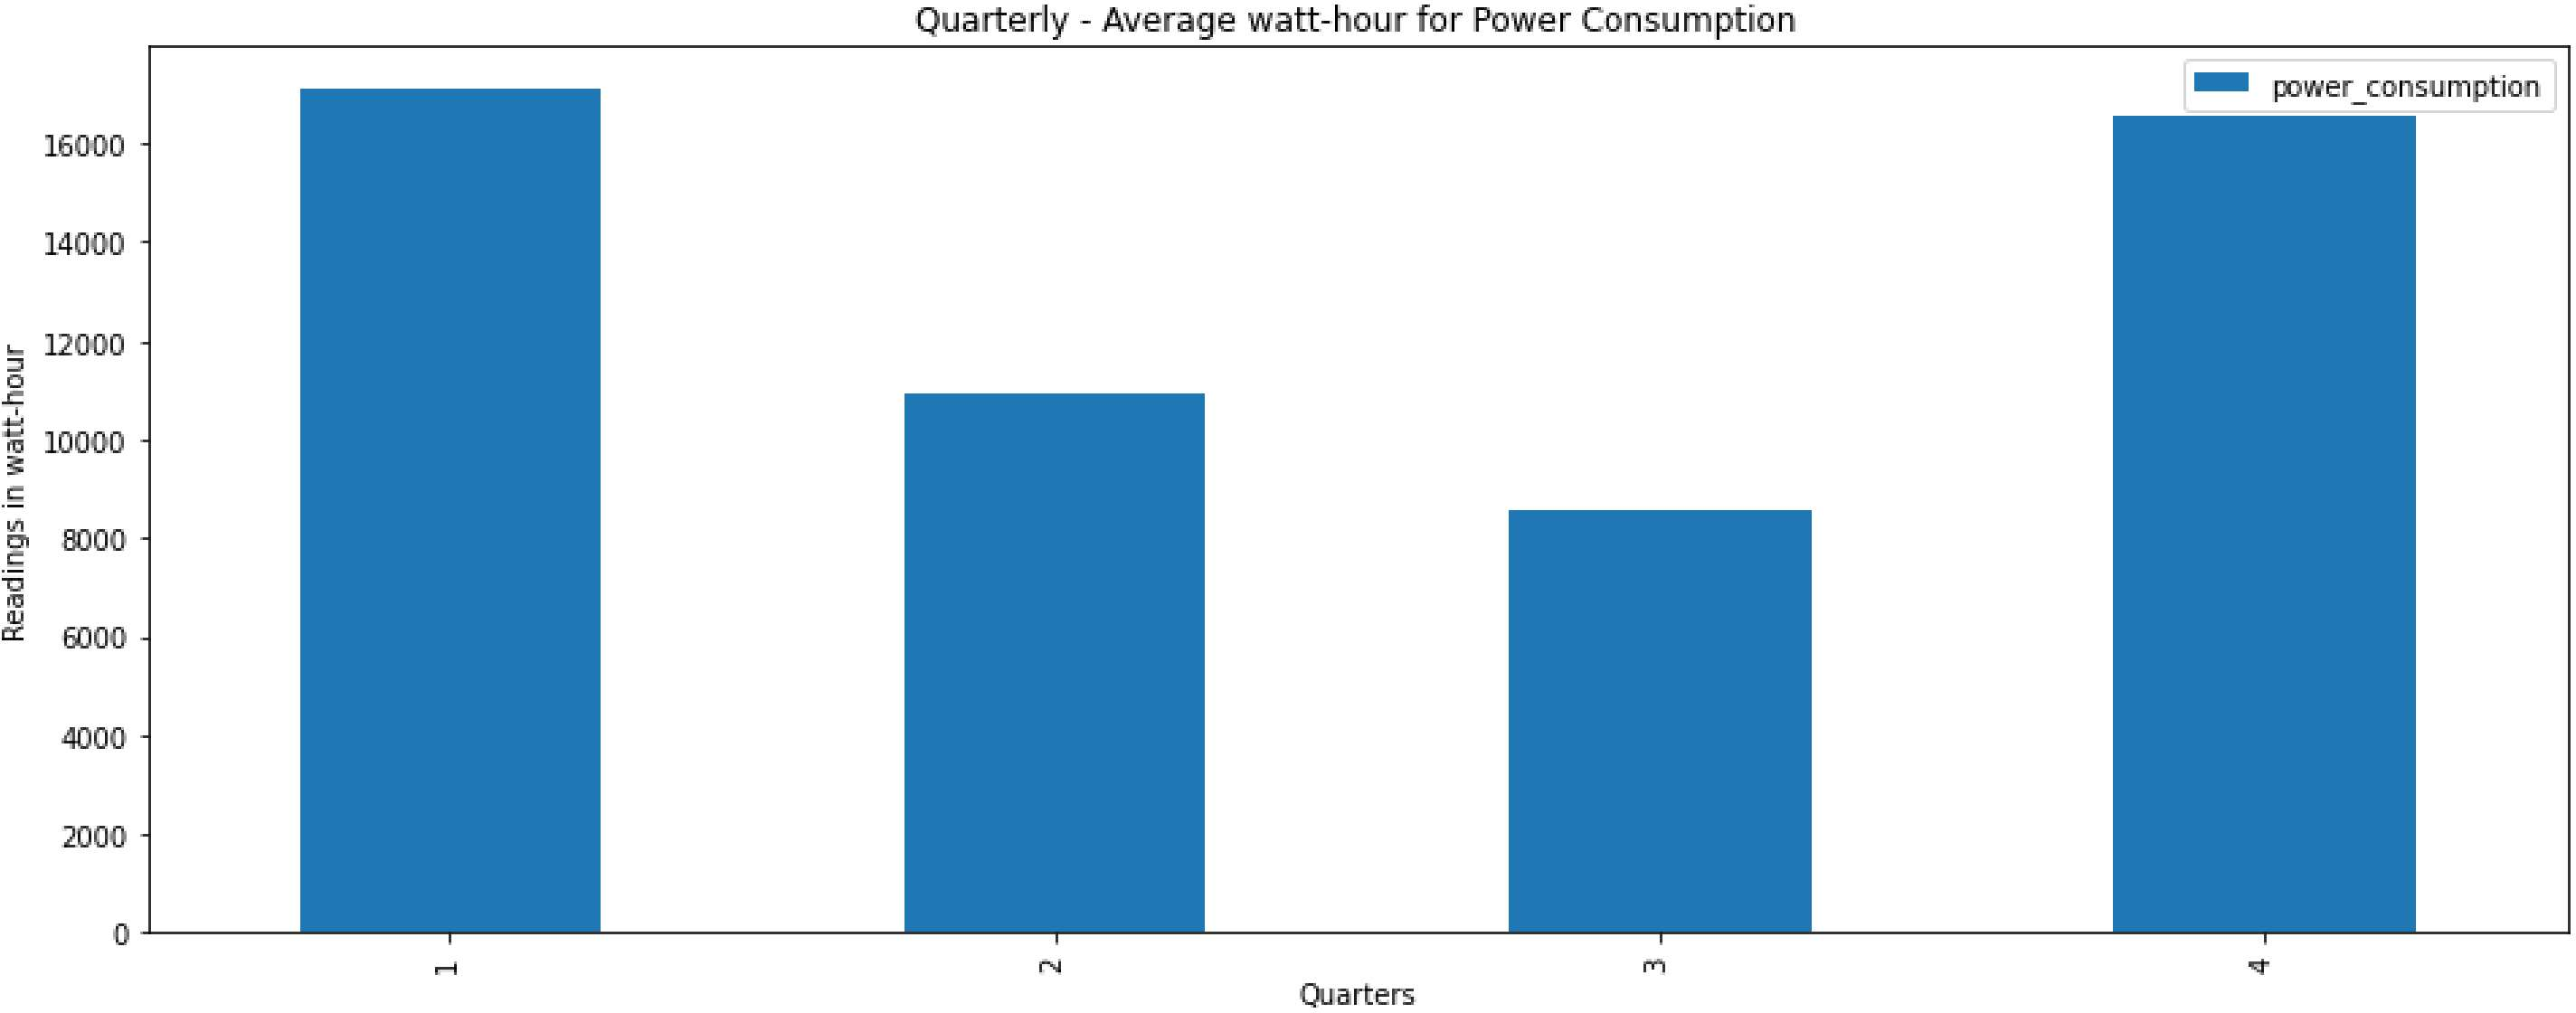 Quarterly - Average watt-hour for Power Consumption
power_consumption
Readings in watt-hour
16000
14000
12000
10000
8000
6000
4000
2000
0
1 2 3 4
Quarters